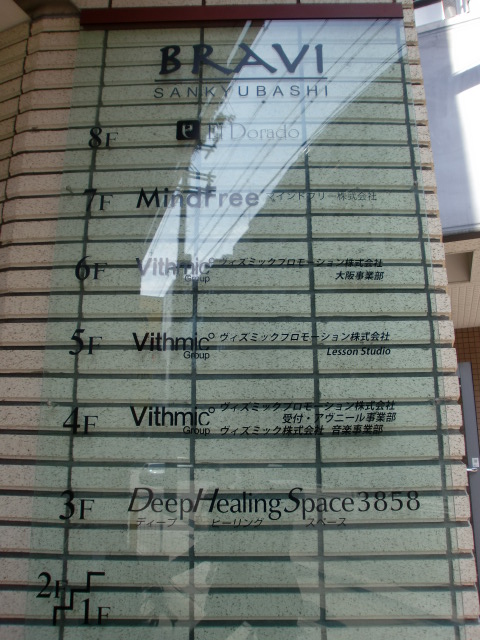 BRAVI
SANKYUBASHI
8F e El Dorado
7F MindFree マインドフリー株式会社
6F Vithmic Group ヴィズミックプロモーション株式会社
大阪事業部
5F Vithmic Group ヴィズミックプロモーション株式会社
Lesson Studio
4F Vithmic Group ヴィズミックプロモーション株式会社
受付・アヴニール事業部
ヴィズミック株式会社 音楽事業部
3F DeepHealingSpace3858
ディープ ヒーリング スペース
2F
1F